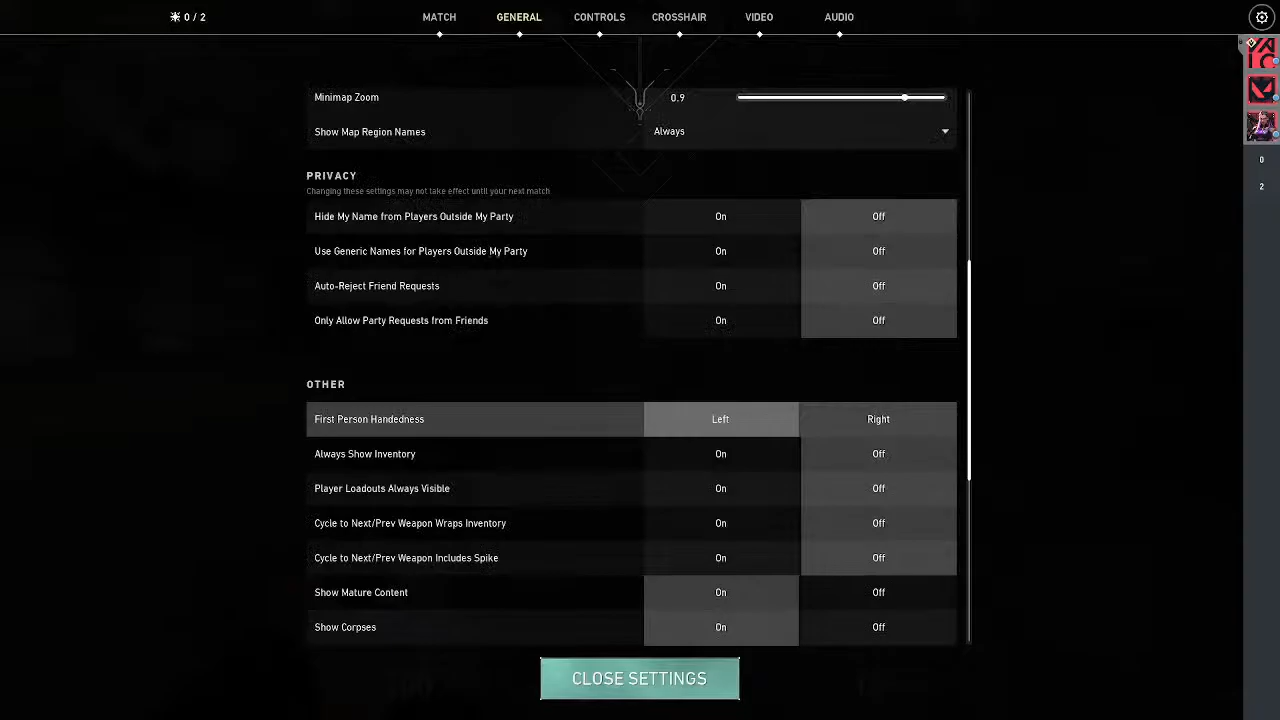 0 / 2
MATCH GENERAL CONTROLS CROSSHAIR VIDEO AUDIO
Minimap Zoom 0.9
Show Map Region Names Always
PRIVACY
Changing these settings may not take effect until your next match
Hide My Name from Players Outside My Party On Off
Use Generic Names for Players Outside My Party On Off
Auto-Reject Friend Requests On Off
Only Allow Party Requests from Friends On Off
OTHER
First Person Handedness Left Right
Always Show Inventory On Off
Player Loadouts Always Visible On Off
Cycle to Next/Prev Weapon Wraps Inventory On Off
Cycle to Next/Prev Weapon Includes Spike On Off
Show Mature Content On Off
Show Corpses On Off
CLOSE SETTINGS
0
2